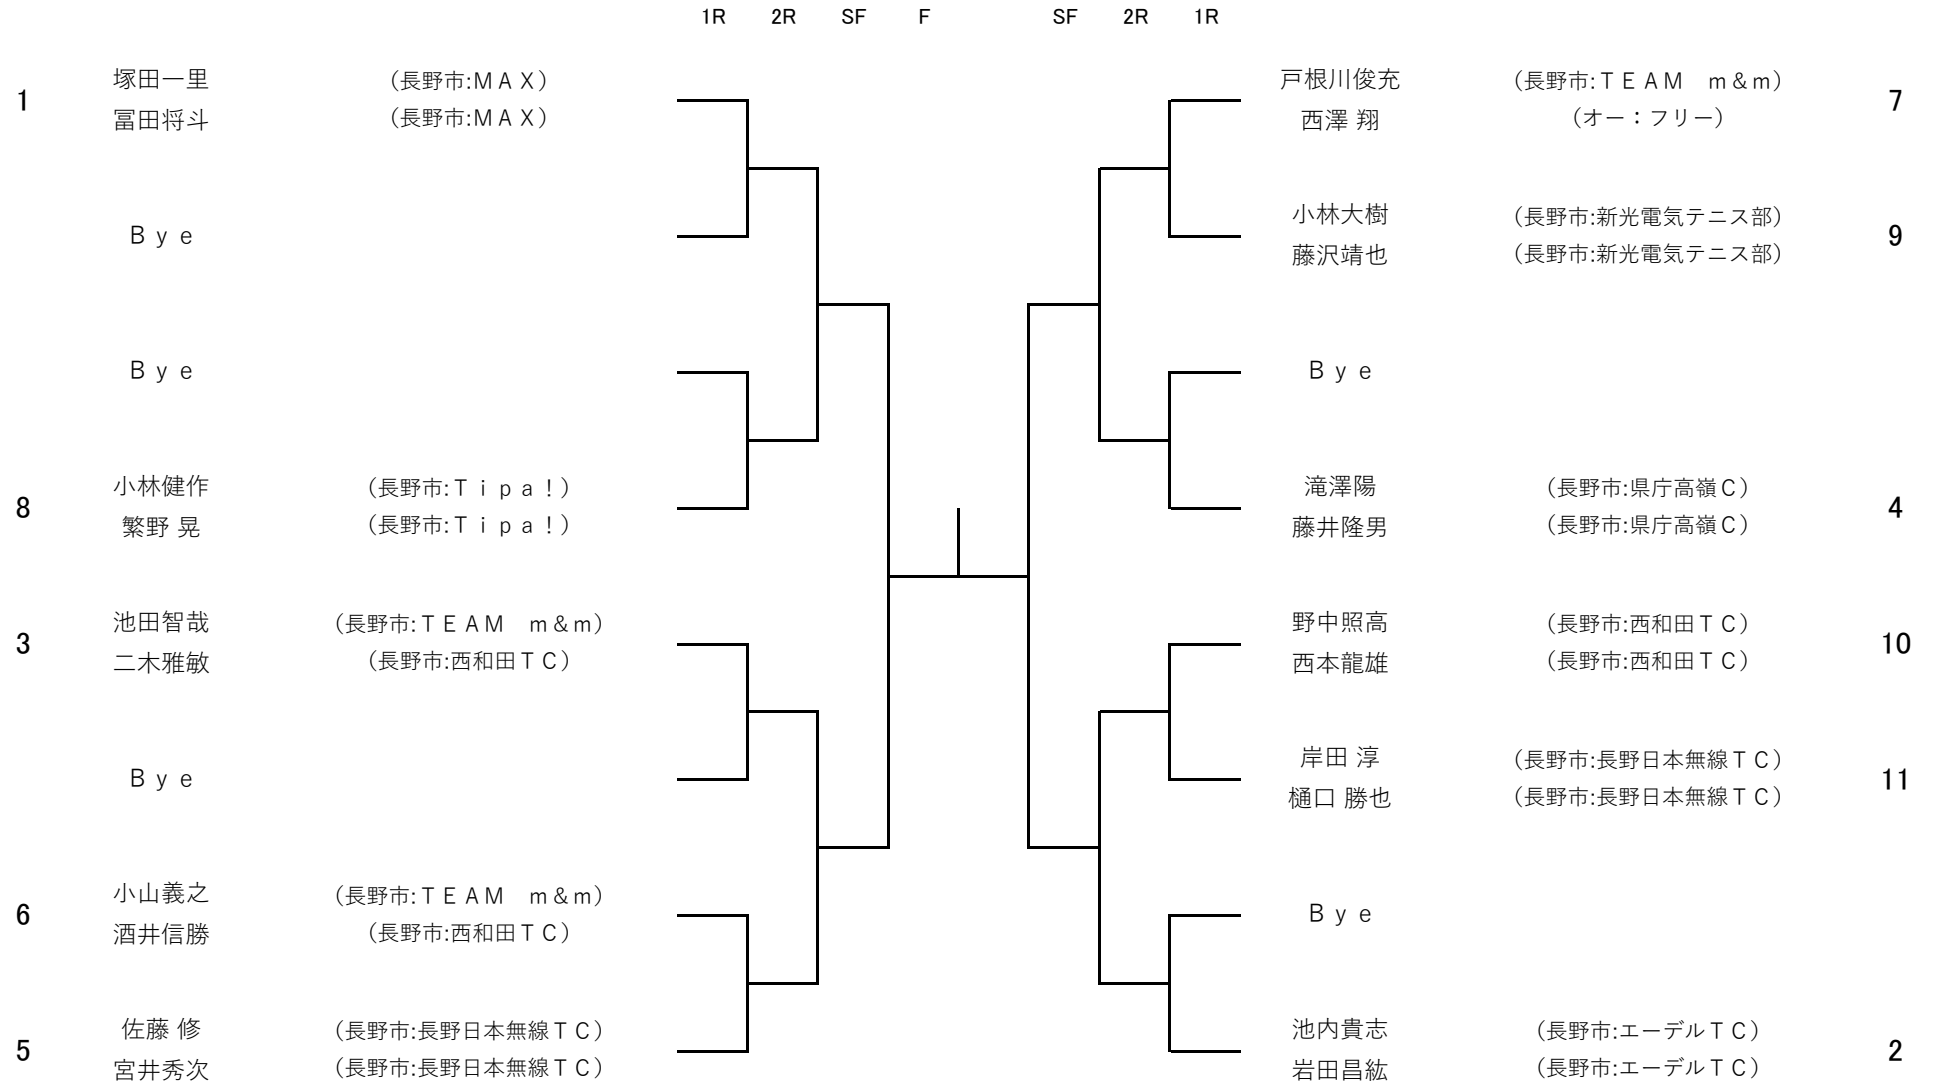 1R 2R SF F SF 2R 1R
1 塚田一里 (長野市:ＭＡＸ)
冨田将斗 (長野市:ＭＡＸ)
Ｂｙｅ
Ｂｙｅ
8 小林健作 (長野市:Ｔｉｐａ！)
繁野 晃 (長野市:Ｔｉｐａ！)
3 池田智哉 (長野市:ＴＥＡＭ　ｍ＆ｍ)
二木雅敏 (長野市:西和田ＴＣ)
Ｂｙｅ
6 小山義之 (長野市:ＴＥＡＭ　ｍ＆ｍ)
酒井信勝 (長野市:西和田ＴＣ)
5 佐藤 修 (長野市:長野日本無線ＴＣ)
宮井秀次 (長野市:長野日本無線ＴＣ)
戸根川俊充 (長野市:ＴＥＡＭ　ｍ＆ｍ) 7
西澤 翔 (オー：フリー)
小林大樹 (長野市:新光電気テニス部) 9
藤沢靖也 (長野市:新光電気テニス部)
Ｂｙｅ
滝澤陽 (長野市:県庁高嶺Ｃ) 4
藤井隆男 (長野市:県庁高嶺Ｃ)
野中照高 (長野市:西和田ＴＣ) 10
西本龍雄 (長野市:西和田ＴＣ)
岸田 淳 (長野市:長野日本無線ＴＣ) 11
樋口 勝也 (長野市:長野日本無線ＴＣ)
Ｂｙｅ
池内貴志 (長野市:エーデルＴＣ) 2
岩田昌紘 (長野市:エーデルＴＣ)